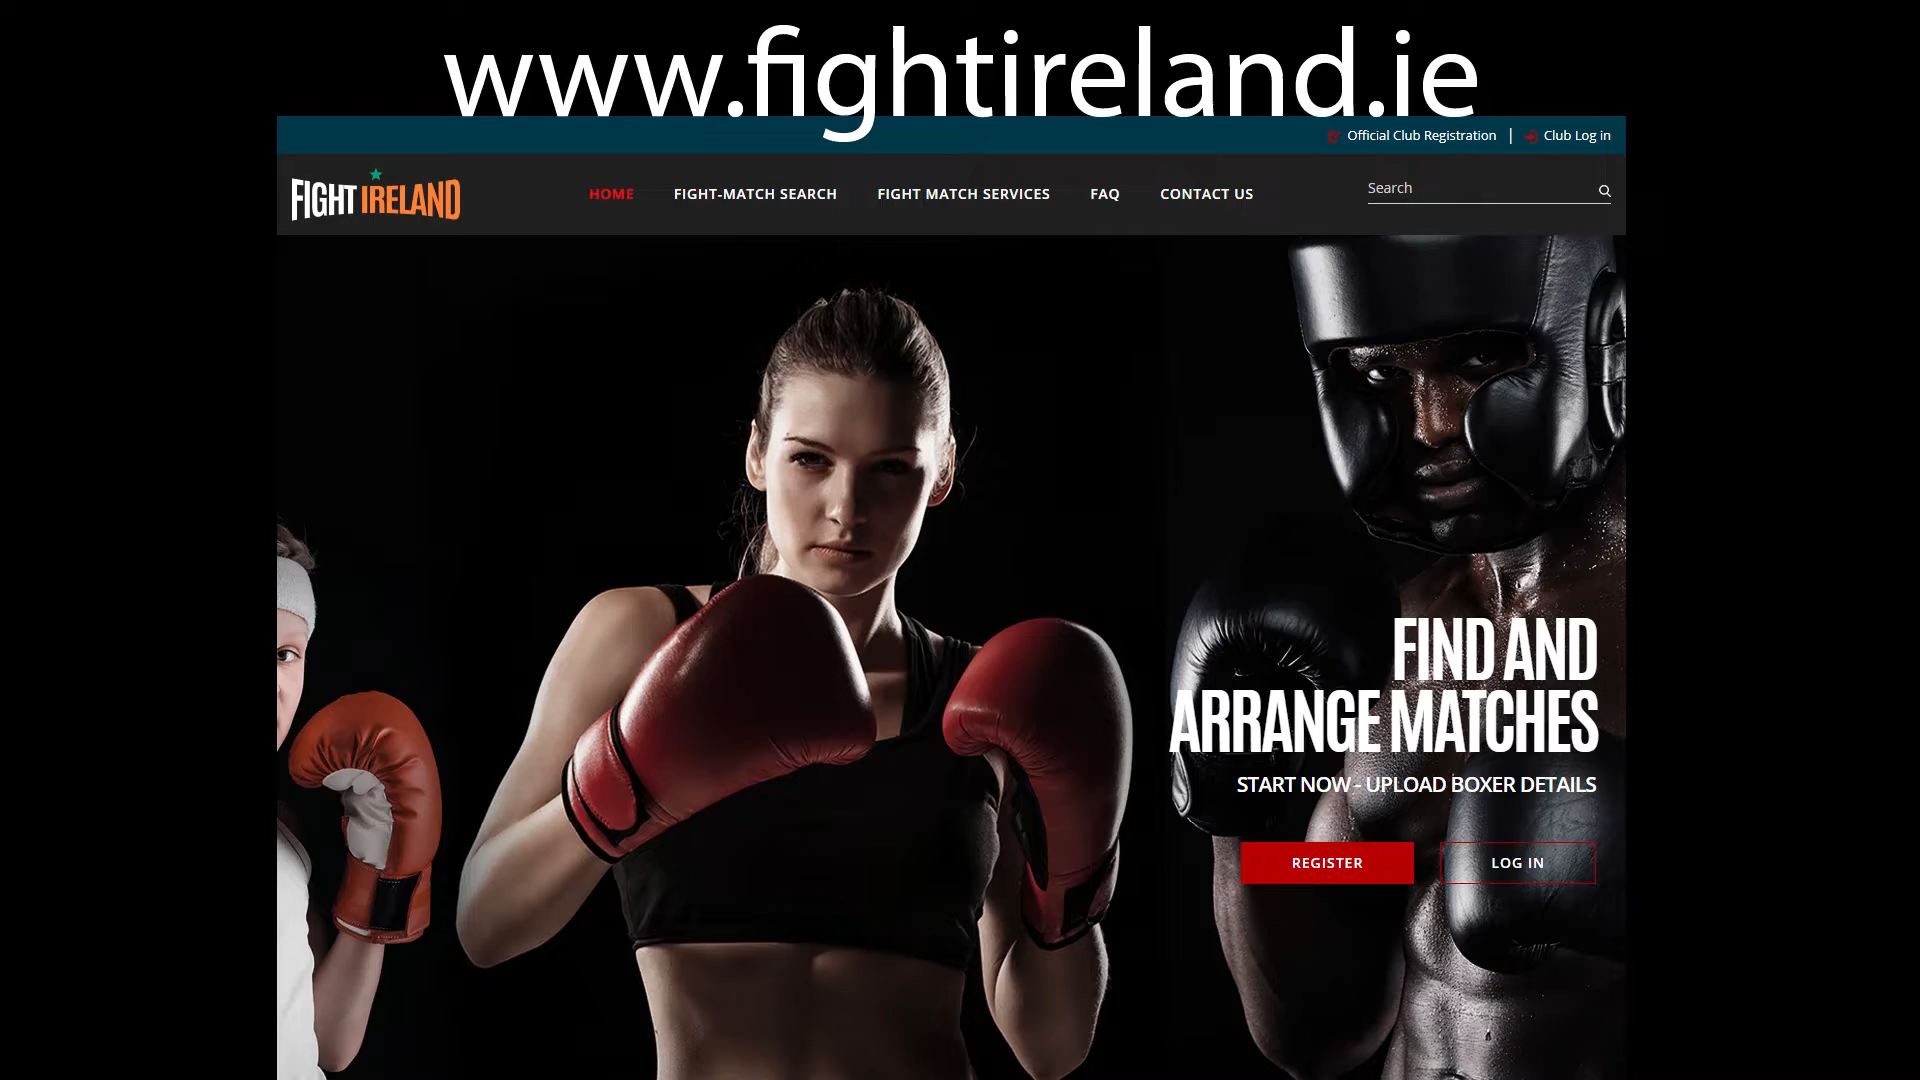 www.fightireland.ie
Official Club Registration | Club Log in
FIGHT IRELAND
HOME FIGHT-MATCH SEARCH FIGHT MATCH SERVICES FAQ CONTACT US
Search
FIND AND
ARRANGE MATCHES
START NOW - UPLOAD BOXER DETAILS
REGISTER LOG IN